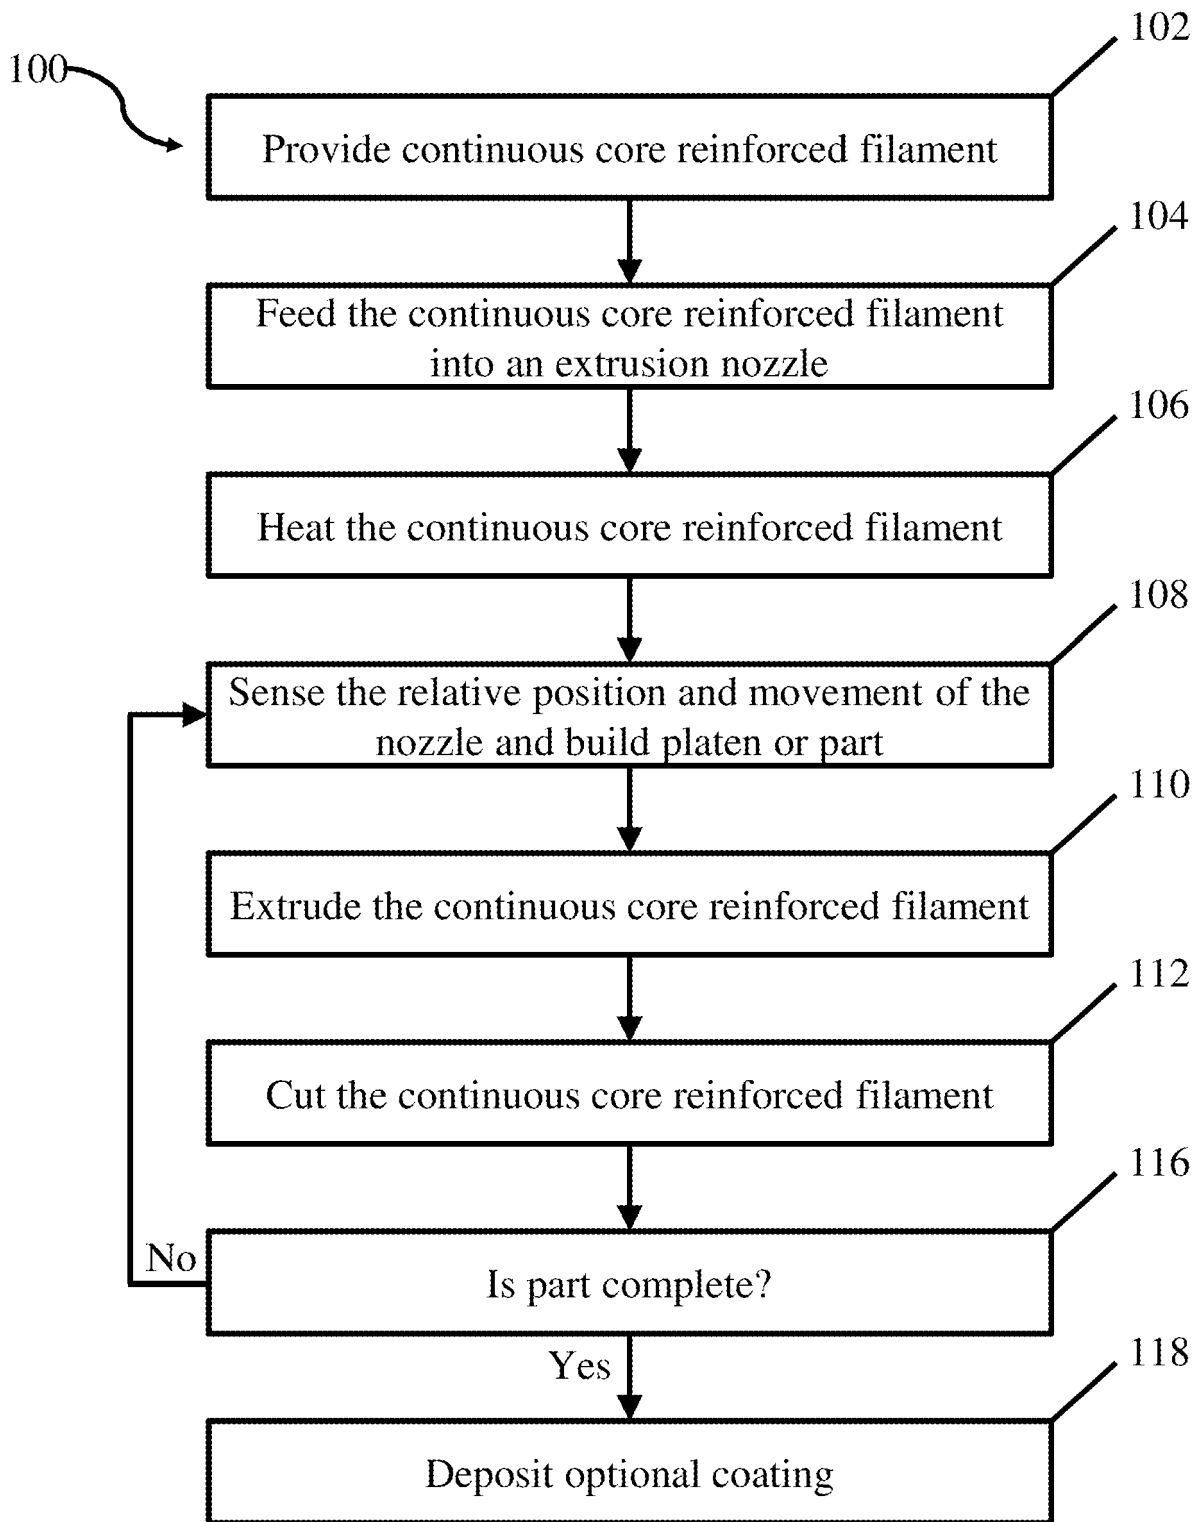 102
100
Provide continuous core reinforced filament
104
Feed the continuous core reinforced filament
into an extrusion nozzle
106
Heat the continuous core reinforced filament
108
Sense the relative position and movement of the
nozzle and build platen or part
110
Extrude the continuous core reinforced filament
112
Cut the continuous core reinforced filament
116
No
Is part complete?
Yes
118
Deposit optional coating